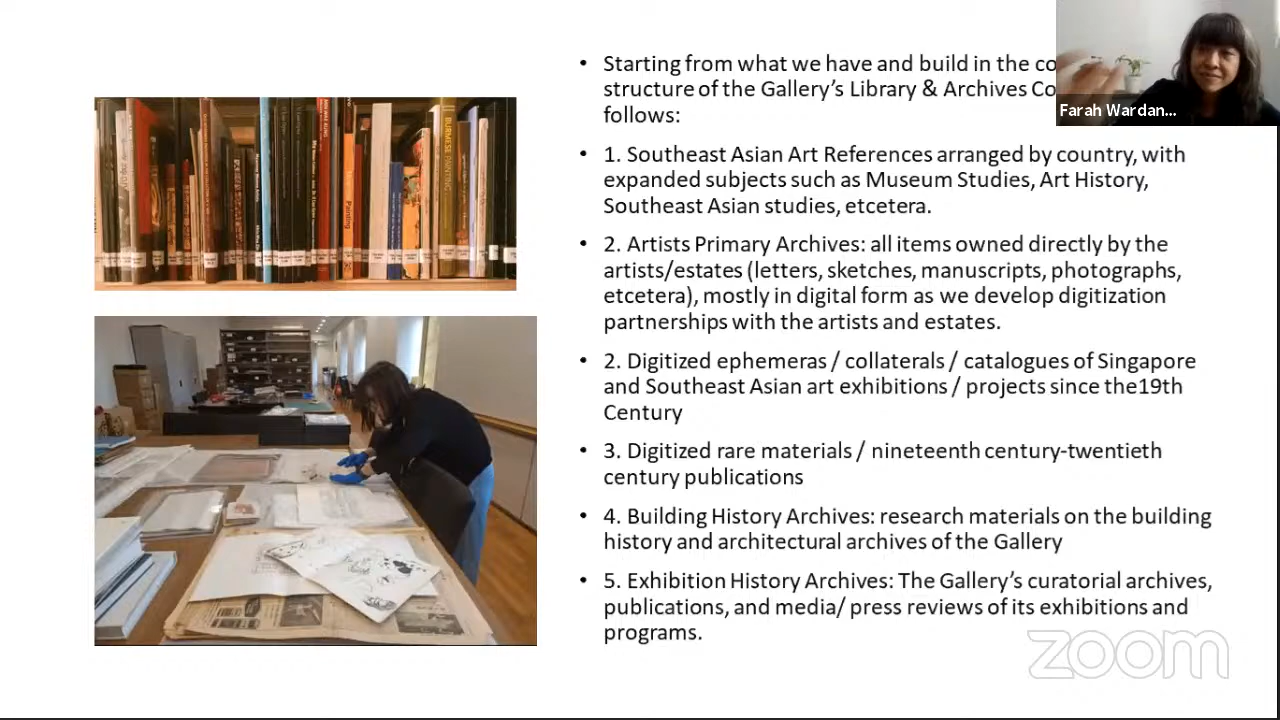 • Starting from what we have and build in the co
structure of the Gallery's Library & Archives Co
follows:
• 1. Southeast Asian Art References arranged by country, with
expanded subjects such as Museum Studies, Art History,
Southeast Asian studies, etcetera.
• 2. Artists Primary Archives: all items owned directly by the
artists/estates (letters, sketches, manuscripts, photographs,
etcetera), mostly in digital form as we develop digitization
partnerships with the artists and estates.
• 2. Digitized ephemeras / collaterals / catalogues of Singapore
and Southeast Asian art exhibitions / projects since the19th
Century
• 3. Digitized rare materials / nineteenth century-twentieth
century publications
• 4. Building History Archives: research materials on the building
history and architectural archives of the Gallery
• 5. Exhibition History Archives: The Gallery's curatorial archives,
publications, and media/ press reviews of its exhibitions and
programs.
Farah Wardan...
BURMESE PAINTING
Painting
zoom